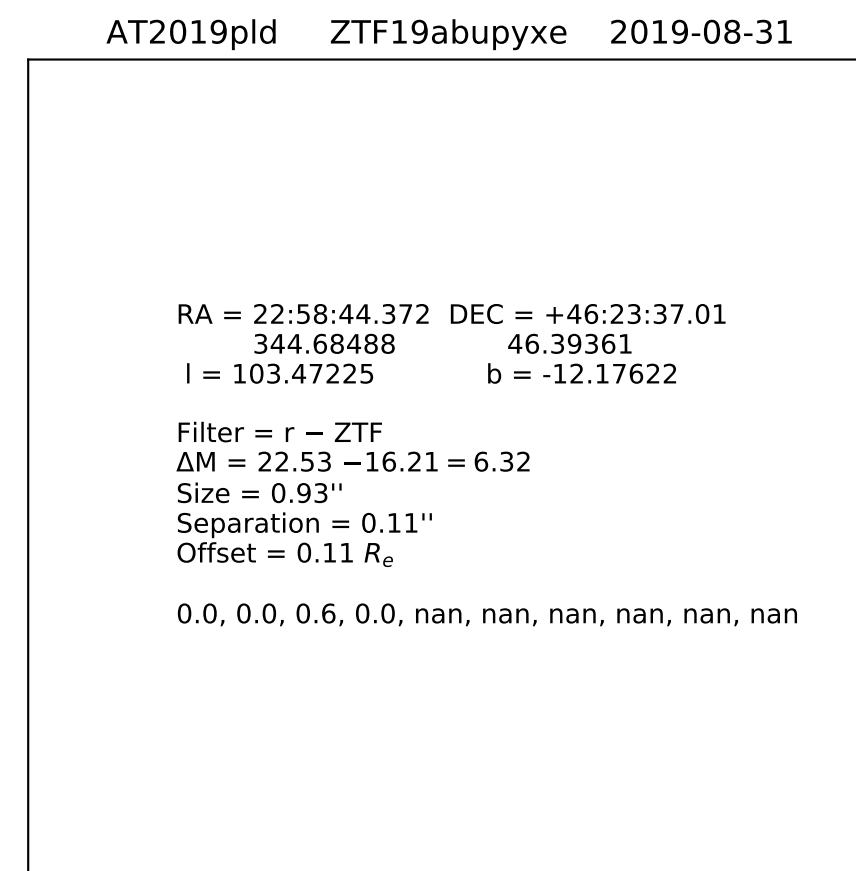 AT2019pld ZTF19abupyxe 2019-08-31
RA = 22:58:44.372 DEC = +46:23:37.01
344.68488 46.39361
l = 103.47225 b = -12.17622
Filter = r − ZTF
ΔM = 22.53 −16.21 = 6.32
Size = 0.93''
Separation = 0.11''
Offset = 0.11 Re
0.0, 0.0, 0.6, 0.0, nan, nan, nan, nan, nan, nan